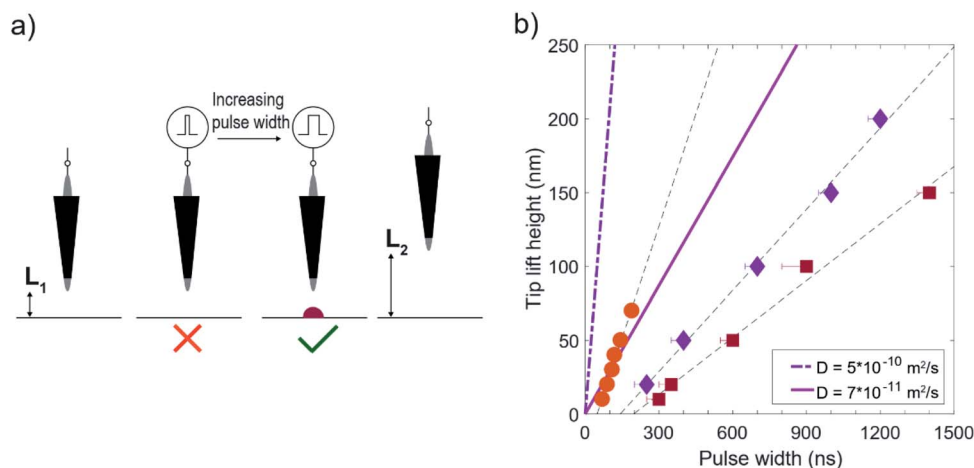 a)
Increasing
pulse width
L₁
L₂
b)
Tip lift height (nm)
250
200
150
100
50
0
0 300 600 900 1200 1500
Pulse width (ns)
D = 5*10⁻¹⁰ m²/s
D = 7*10⁻¹¹ m²/s